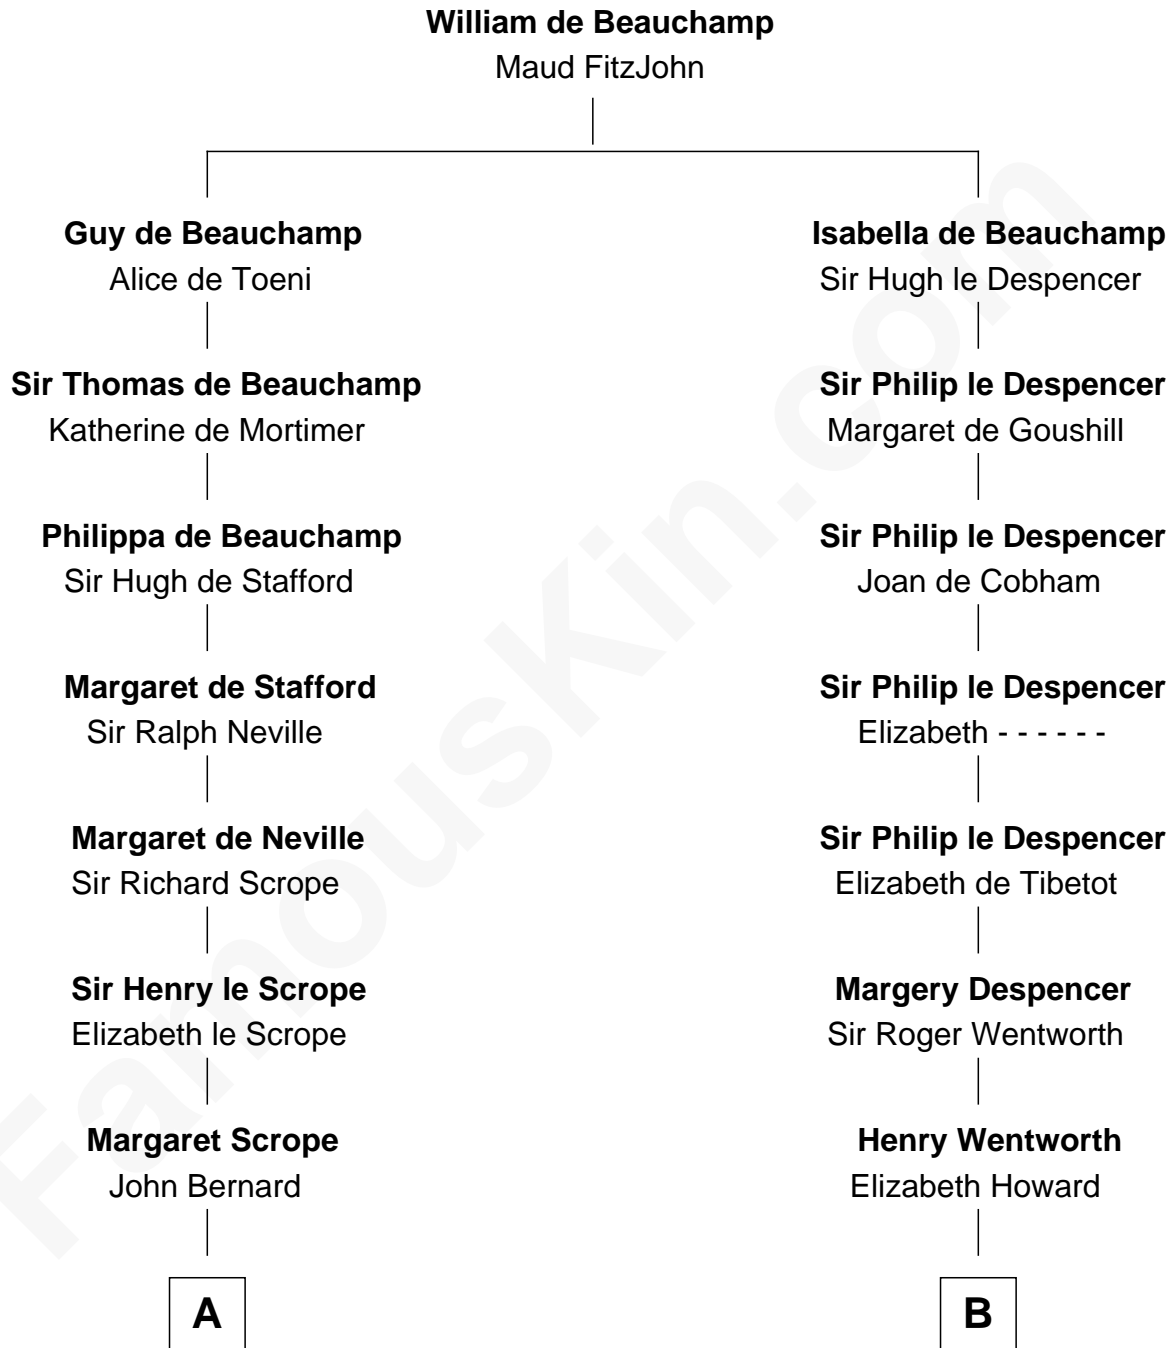 William de Beauchamp
Maud FitzJohn
Guy de Beauchamp
Alice de Toeni
Sir Thomas de Beauchamp
Katherine de Mortimer
Philippa de Beauchamp
Sir Hugh de Stafford
Margaret de Stafford
Sir Ralph Neville
Margaret de Neville
Sir Richard Scrope
Sir Henry le Scrope
Elizabeth le Scrope
Margaret Scrope
John Bernard
A
Isabella de Beauchamp
Sir Hugh le Despencer
Sir Philip le Despencer
Margaret de Goushill
Sir Philip le Despencer
Joan de Cobham
Sir Philip le Despencer
Elizabeth - - - - - -
Sir Philip le Despencer
Elizabeth de Tibetot
Margery Despencer
Sir Roger Wentworth
Henry Wentworth
Elizabeth Howard
B
FamousKin.com